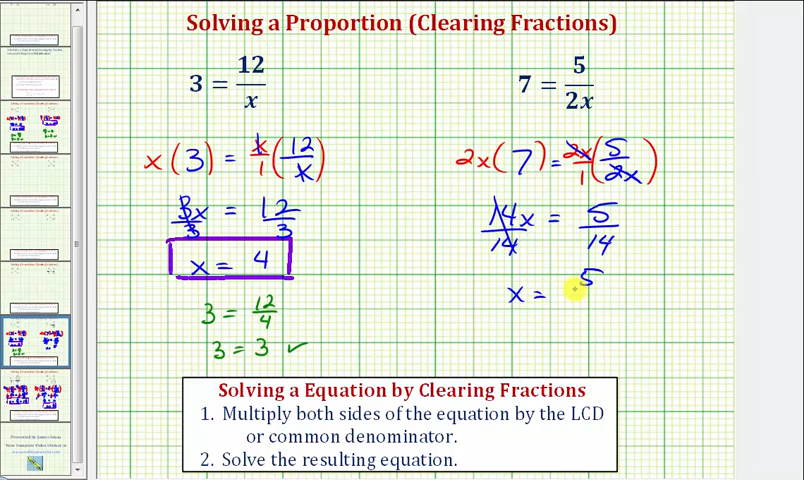 Solving a Proportion (Clearing Fractions)
3 = 12/x
7 = 5/2x
x(3) = x/1(12/x)
2x(7) = 2x/1(5/2x)
3x/3 = 12/3
14x/14 = 5/14
x = 4
x = 5
3 = 12/4
3 = 3 ✓
Solving a Equation by Clearing Fractions
1. Multiply both sides of the equation by the LCD
or common denominator.
2. Solve the resulting equation.